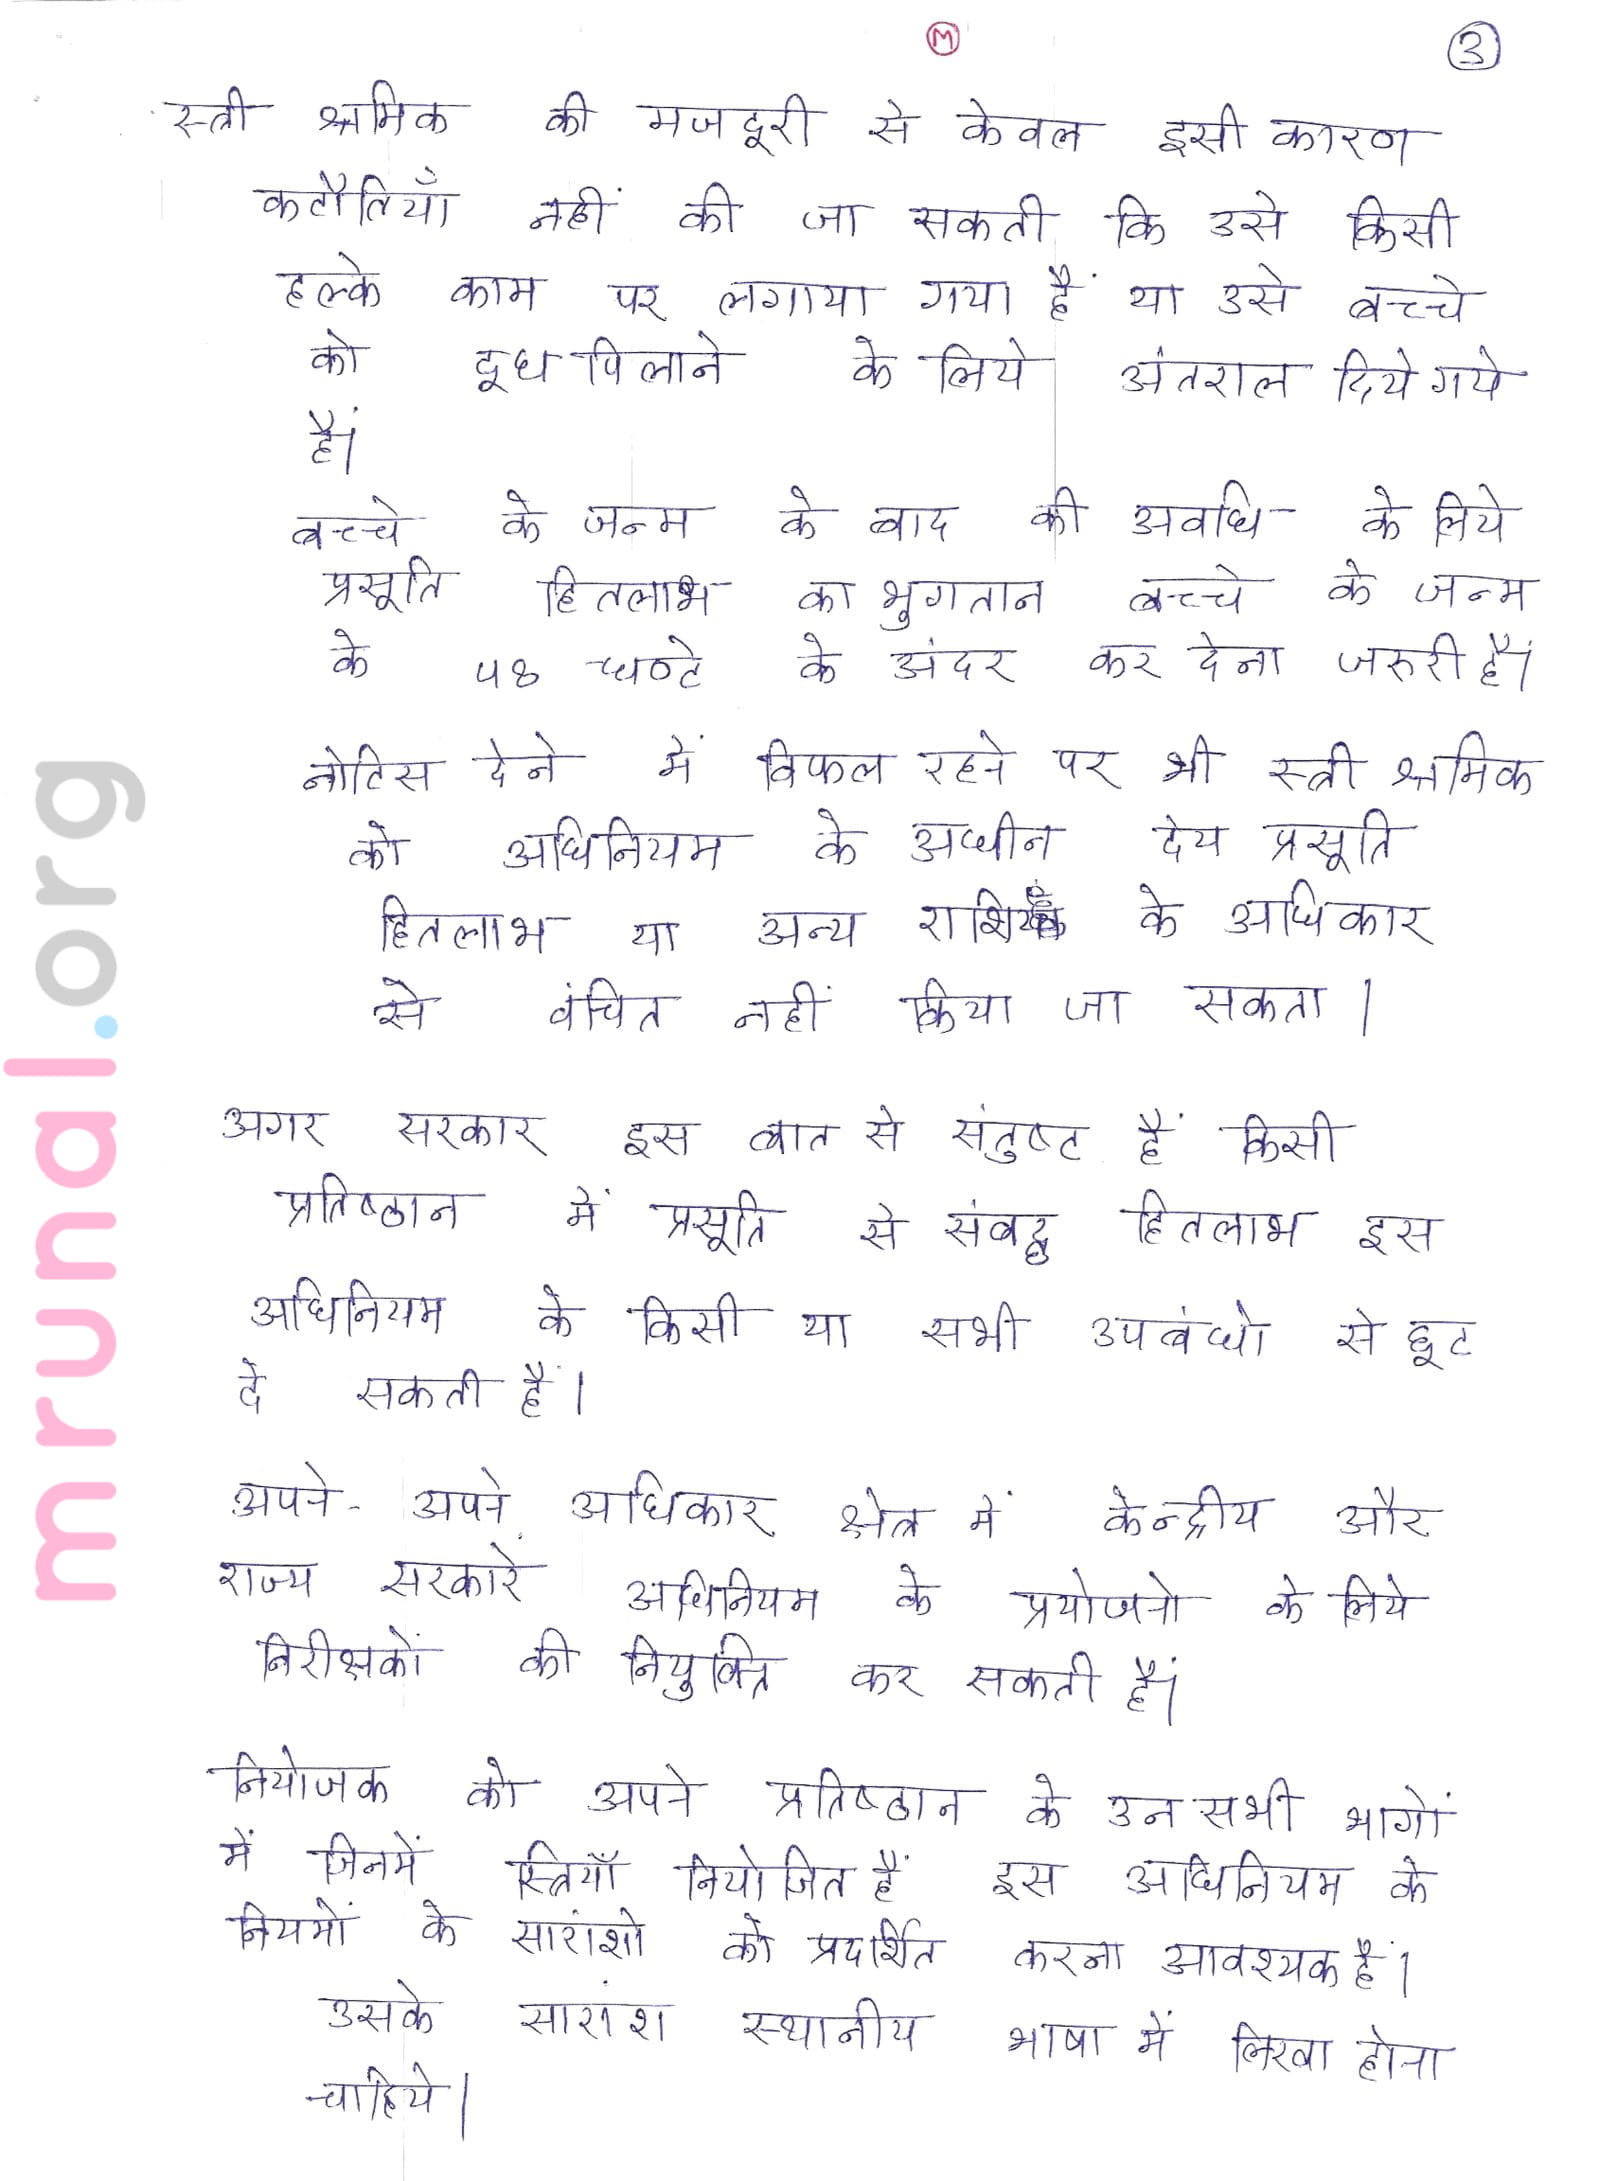 M
3
स्त्री श्रमिक की मजदूरी से केवल इसी कारण
कटौतियाँ नहीं की जा सकती कि उसे किसी
हल्के काम पर लगाया गया हैं या उसे बच्चे
को दूध पिलाने के लिये अंतराल दिये गये
हैं।
बच्चे के जन्म के बाद की अवधि के लिये
प्रसूति हितलाभ का भुगतान बच्चे के जन्म
के ५8 घण्टे के अंदर कर देना जरुरी हैं।
नोटिस देने में विफल रहने पर भी स्त्री श्रमिक
को अधिनियम के अधीन देय प्रसूति
हितलाभ या अन्य के अधिकार
से वंचित नहीं किया जा सकता।
अगर सरकार इस बात से संतुष्ट हैं किसी
प्रतिष्ठान में प्रसूति से संबद्ध हितलाभ इस
अधिनियम के किसी या सभी उपबंधो से छूट
दे सकती हैं।
अपने - अपने अधिकार क्षेत्र में केन्द्रीय और
राज्य सरकारें अधिनियम के प्रयोजनो के लिये
निरीक्षकों की नियुक्ति कर सकती हैं।
नियोजक को अपने प्रतिष्ठान के उन सभी भागों
में जिनमें स्त्रियाँ नियोजित हैं इस अधिनियम के
नियमों के सारांशो को प्रदर्शित करना आवश्यक हैं।
उसके सारांश स्थानीय भाषा में लिखा होना
चाहिये।
mrunal.org